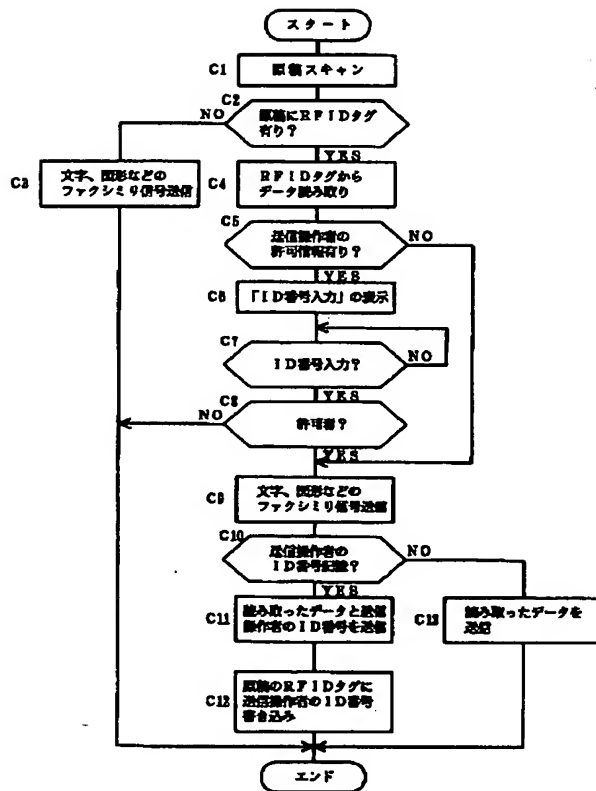 スタート
C1
原稿スキャン
C2
NO
原稿にRFIDタグ
有り?
YES
C3
文字、図形などの
ファクシミリ信号送信
C4
RFIDタグから
データ読み取り
C5
送信操作者の
許可情報有り?
NO
YES
C6
「ID番号入力」の表示
C7
ID番号入力?
NO
YES
C8
NO
許可者?
YES
C9
文字、図形などの
ファクシミリ信号送信
C10
送信操作者の
ID番号記録?
NO
YES
C11
読み取ったデータと送信
操作者のID番号を送信
C13
読み取ったデータを
送信
C12
原稿のRFIDタグに
送信操作者のID番号
書き込み
エンド